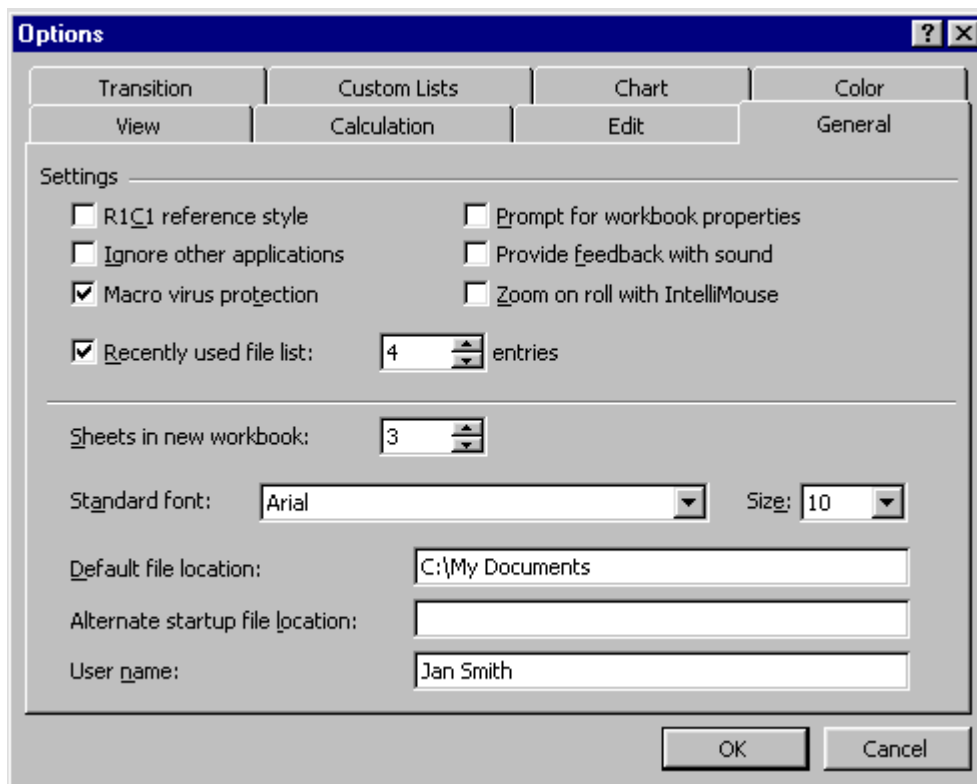 Options
Transition Custom Lists Chart Color
View Calculation Edit General
Settings
R1C1 reference style Prompt for workbook properties
Ignore other applications Provide feedback with sound
Macro virus protection Zoom on roll with IntelliMouse
Recently used file list: 4 entries
Sheets in new workbook: 3
Standard font: Arial Size: 10
Default file location: C:\My Documents
Alternate startup file location:
User name: Jan Smith
OK Cancel